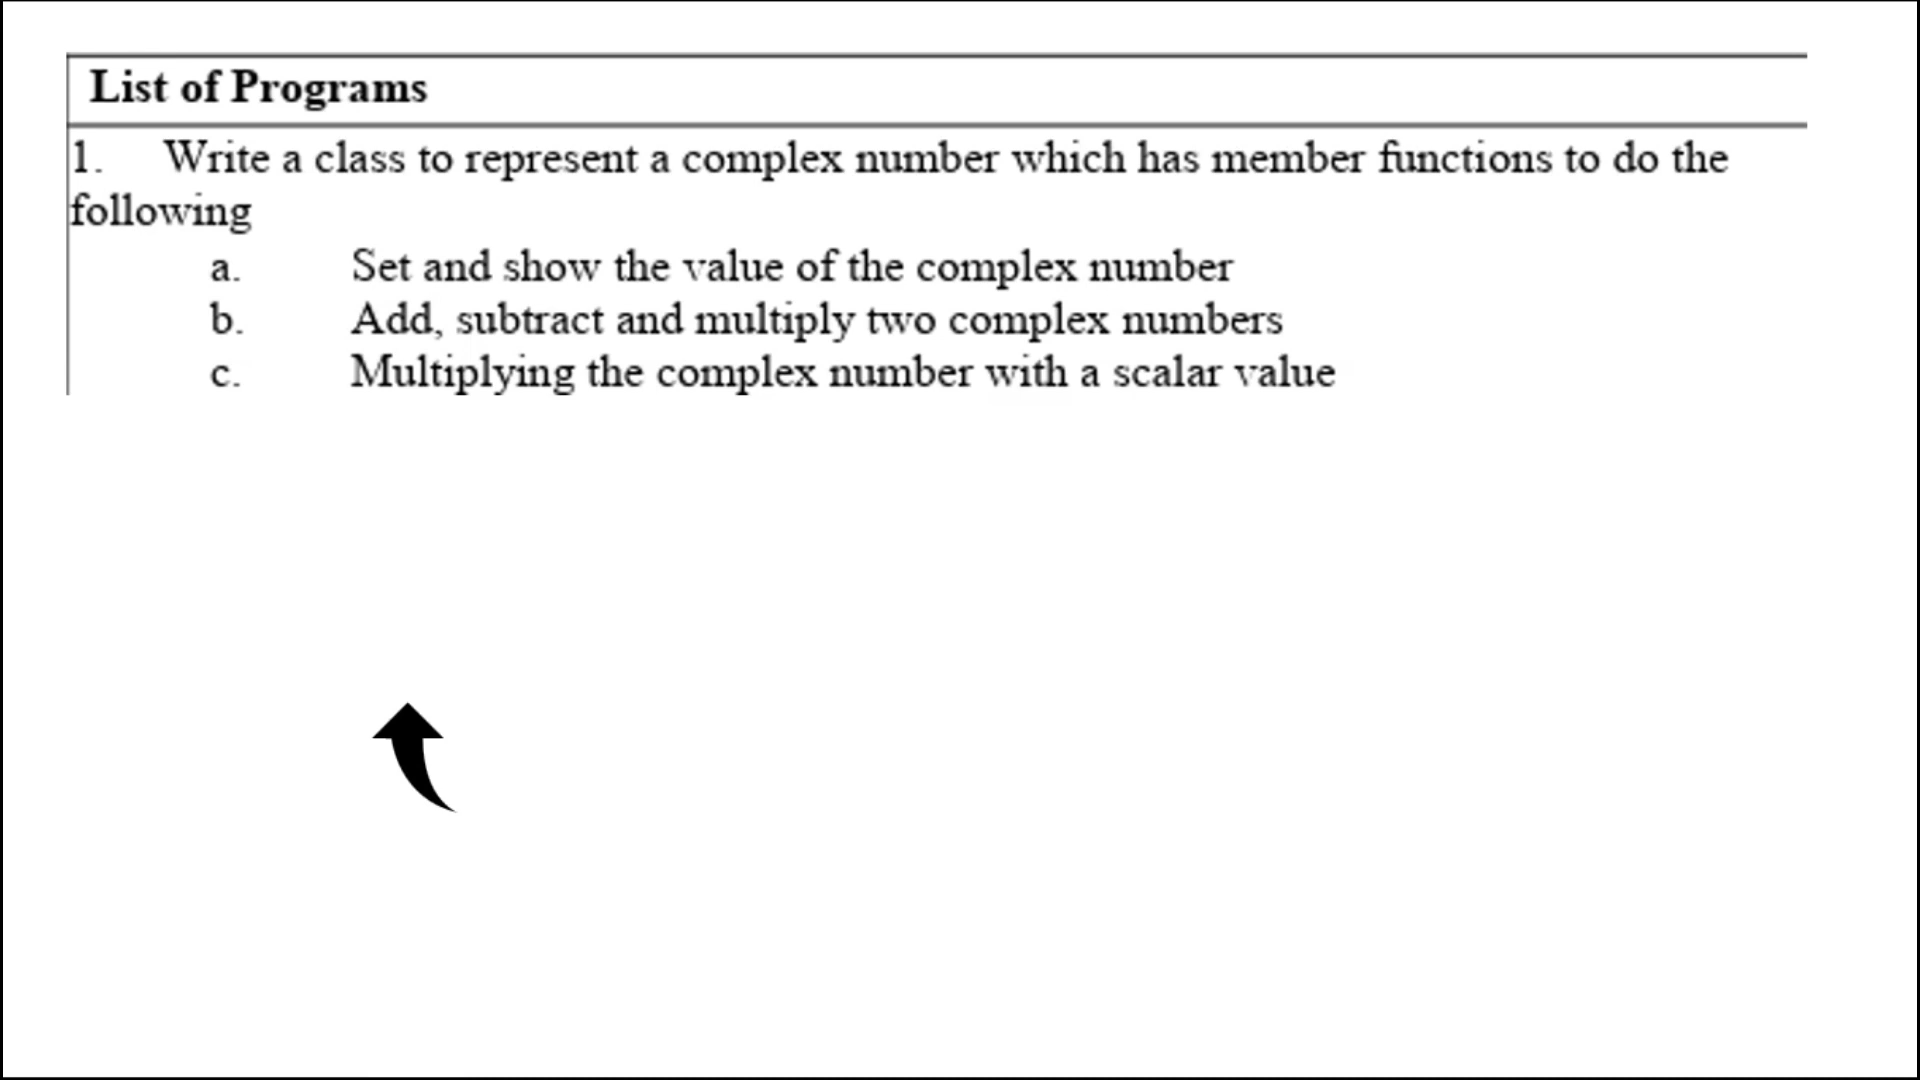 List of Programs
1. Write a class to represent a complex number which has member functions to do the
following
a. Set and show the value of the complex number
b. Add, subtract and multiply two complex numbers
c. Multiplying the complex number with a scalar value